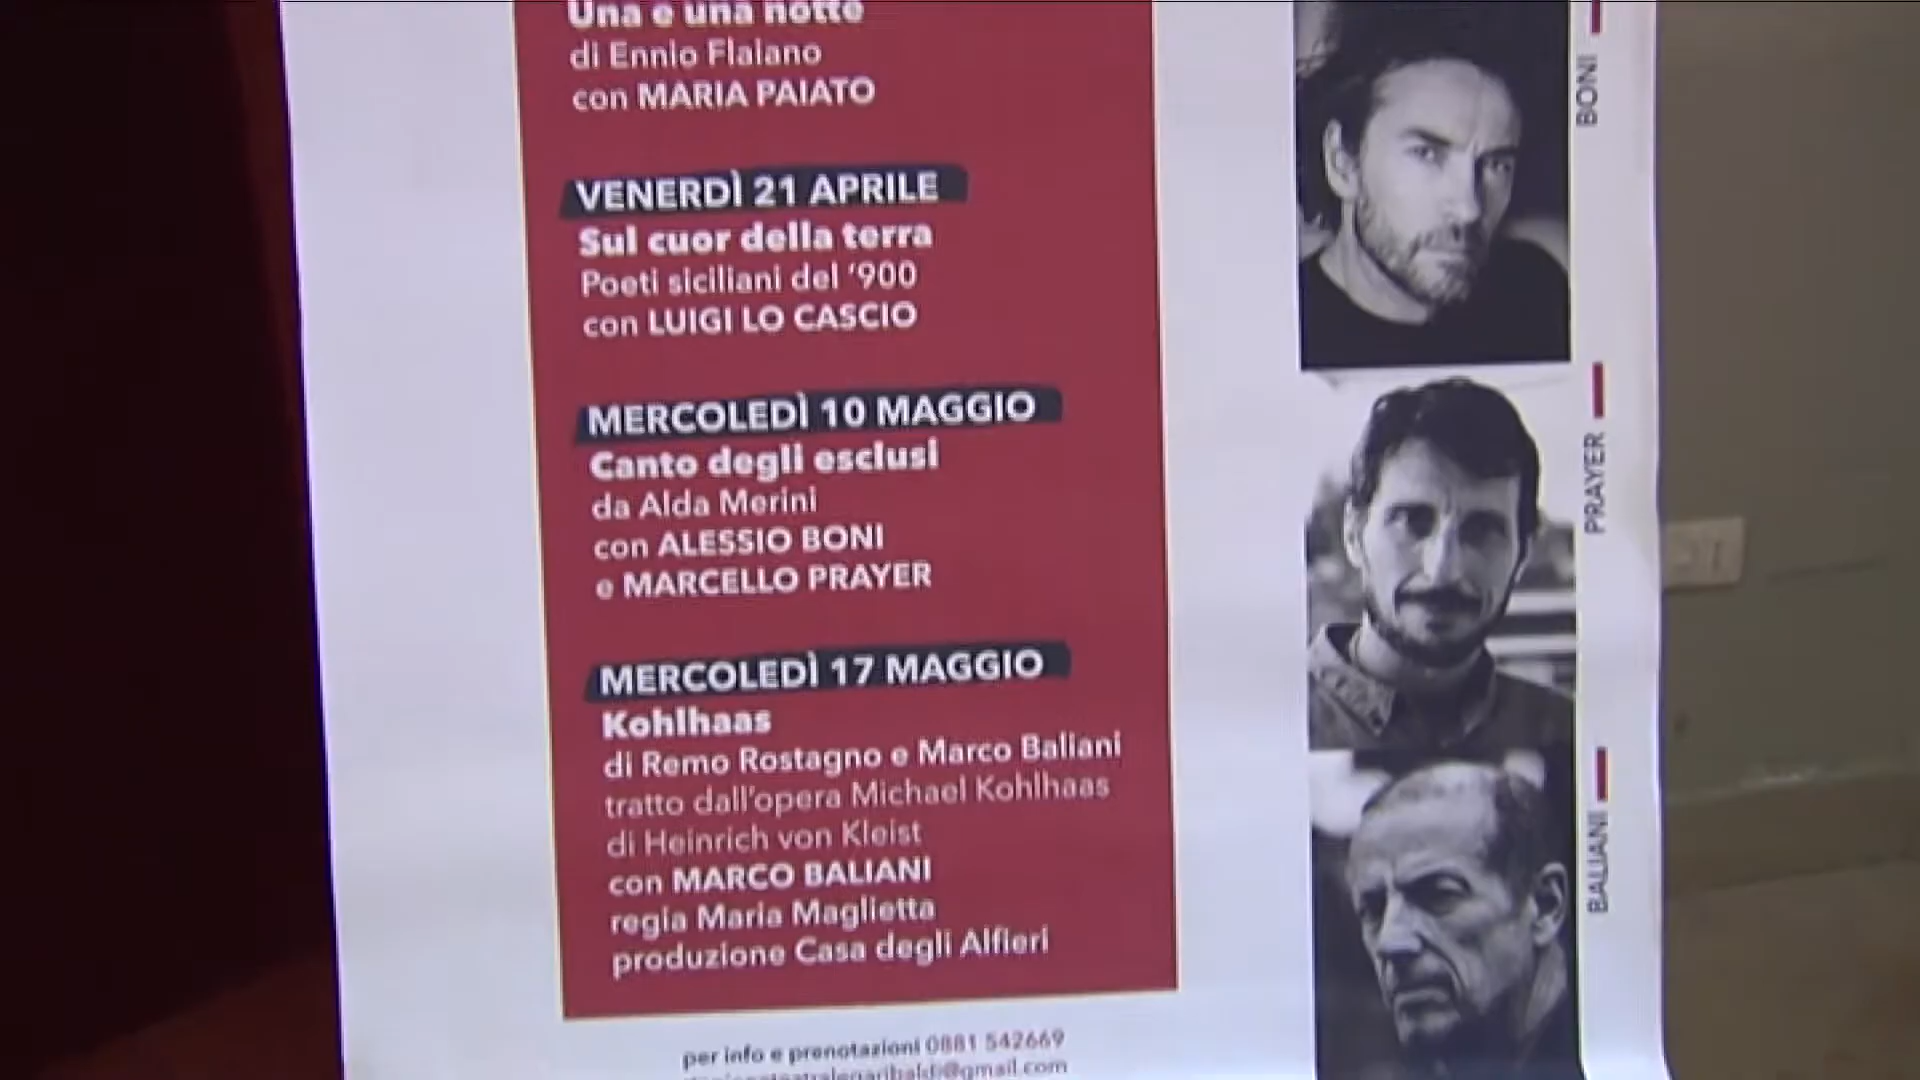 Una e una notte
di Ennio Flaiano
con MARIA PAIATO
VENERDÌ 21 APRILE
Sul cuor della terra
Poeti siciliani del '900
con LUIGI LO CASCIO
MERCOLEDÌ 10 MAGGIO
Canto degli esclusi
da Alda Merini
con ALESSIO BONI
e MARCELLO PRAYER
MERCOLEDÌ 17 MAGGIO
Kohlhaas
di Remo Rostagno e Marco Baliani
tratto dall'opera Michael Kohlhaas
di Heinrich von Kleist
con MARCO BALIANI
regia Maria Maglietta
produzione Casa degli Alfieri
per info e prenotazioni 0881 542669
BONI
PRAYER
BALIANI